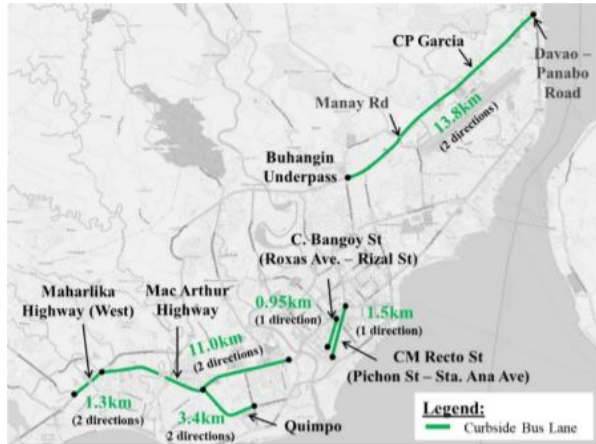 CP Garcia
Davao –
Panabo
Road
Manay Rd
13.8km
(2 directions)
Buhangin
Underpass
C. Bangoy St
(Roxas Ave. – Rizal St)
Maharlika
Highway (West)
Mac Arthur
Highway
0.95km
(1 direction)
1.5km
(1 direction)
11.0km
(2 directions)
CM Recto St
(Pichon St – Sta. Ana Ave)
1.3km
(2 directions)
3.4km
2 directions)
Quimpo
Legend:
Curbside Bus Lane